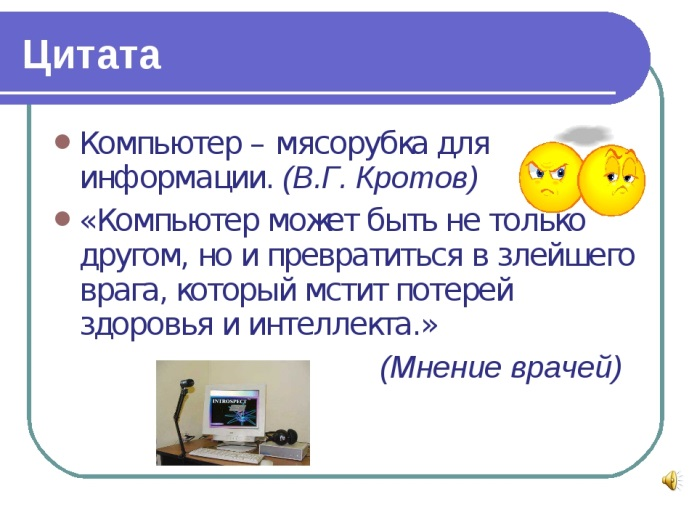 Цитата
Компьютер – мясорубка для
информации. (В.Г. Кротов)
«Компьютер может быть не только
другом, но и превратиться в злейшего
врага, который мстит потерей
здоровья и интеллекта.»
(Мнение врачей)
INTROSPECT